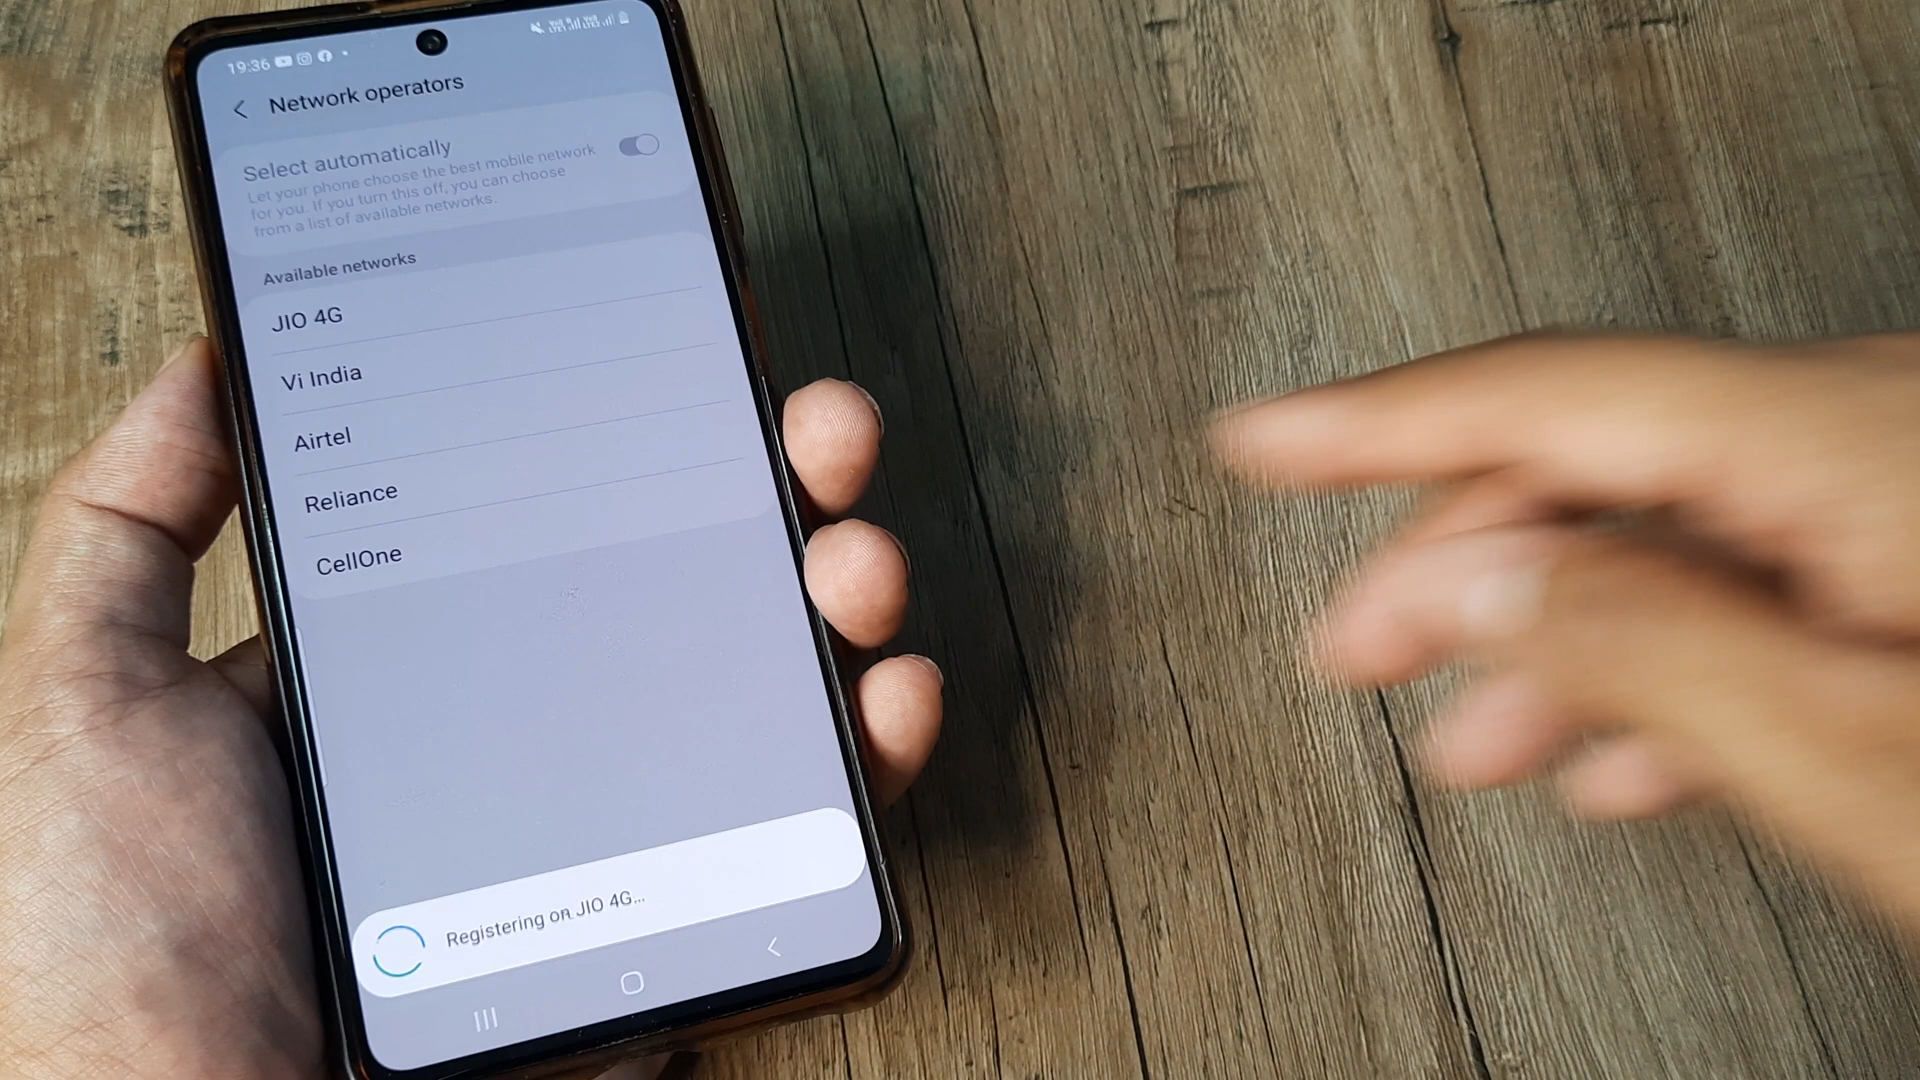 19:36
Network operators
Select automatically
Let your phone choose the best mobile network
for you. If you turn this off, you can choose
from a list of available networks.
Available networks
JIO 4G
Vi India
Airtel
Reliance
CellOne
Registering on JIO 4G...